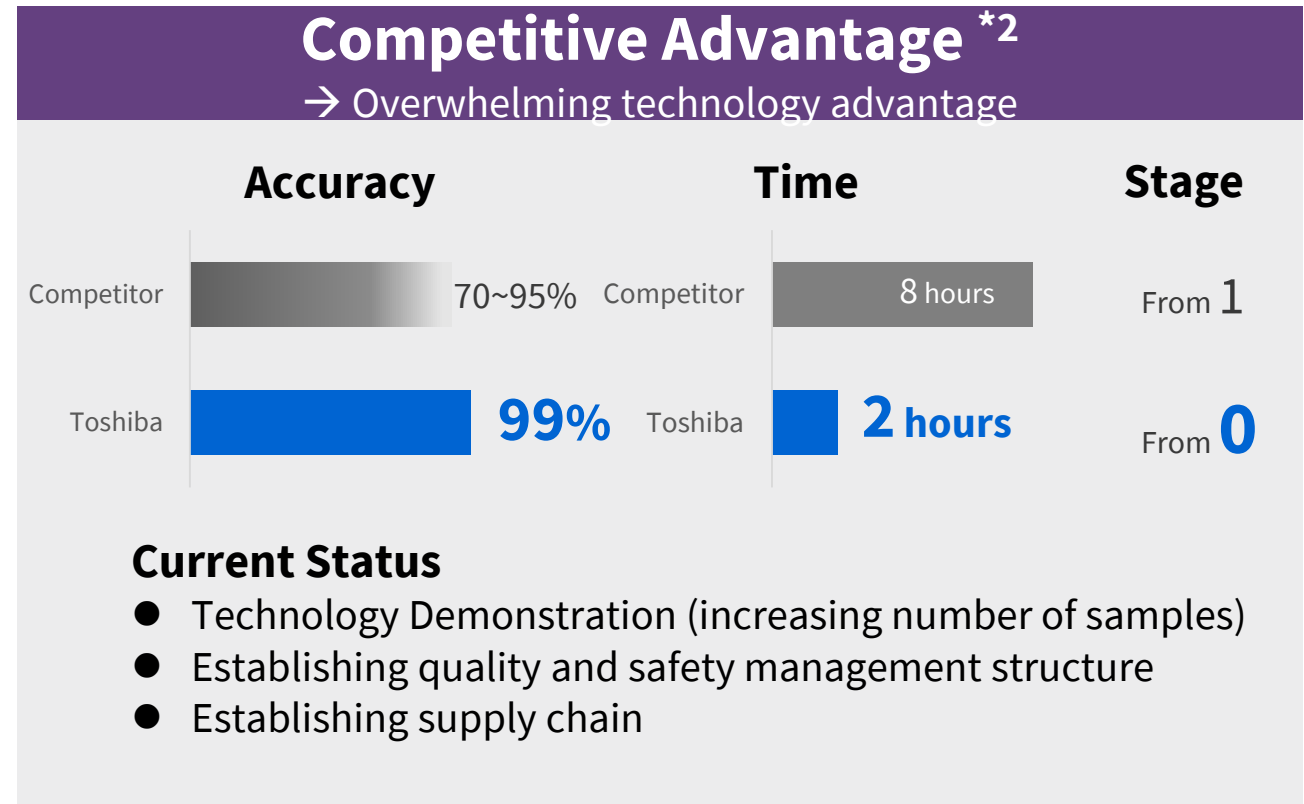 Competitive Advantage *2
→ Overwhelming technology advantage
Accuracy
Time
Stage
Competitor
70~95%
Competitor
8 hours
From 1
Toshiba
99%
Toshiba
2 hours
From 0
Current Status
● Technology Demonstration (increasing number of samples)
● Establishing quality and safety management structure
● Establishing supply chain